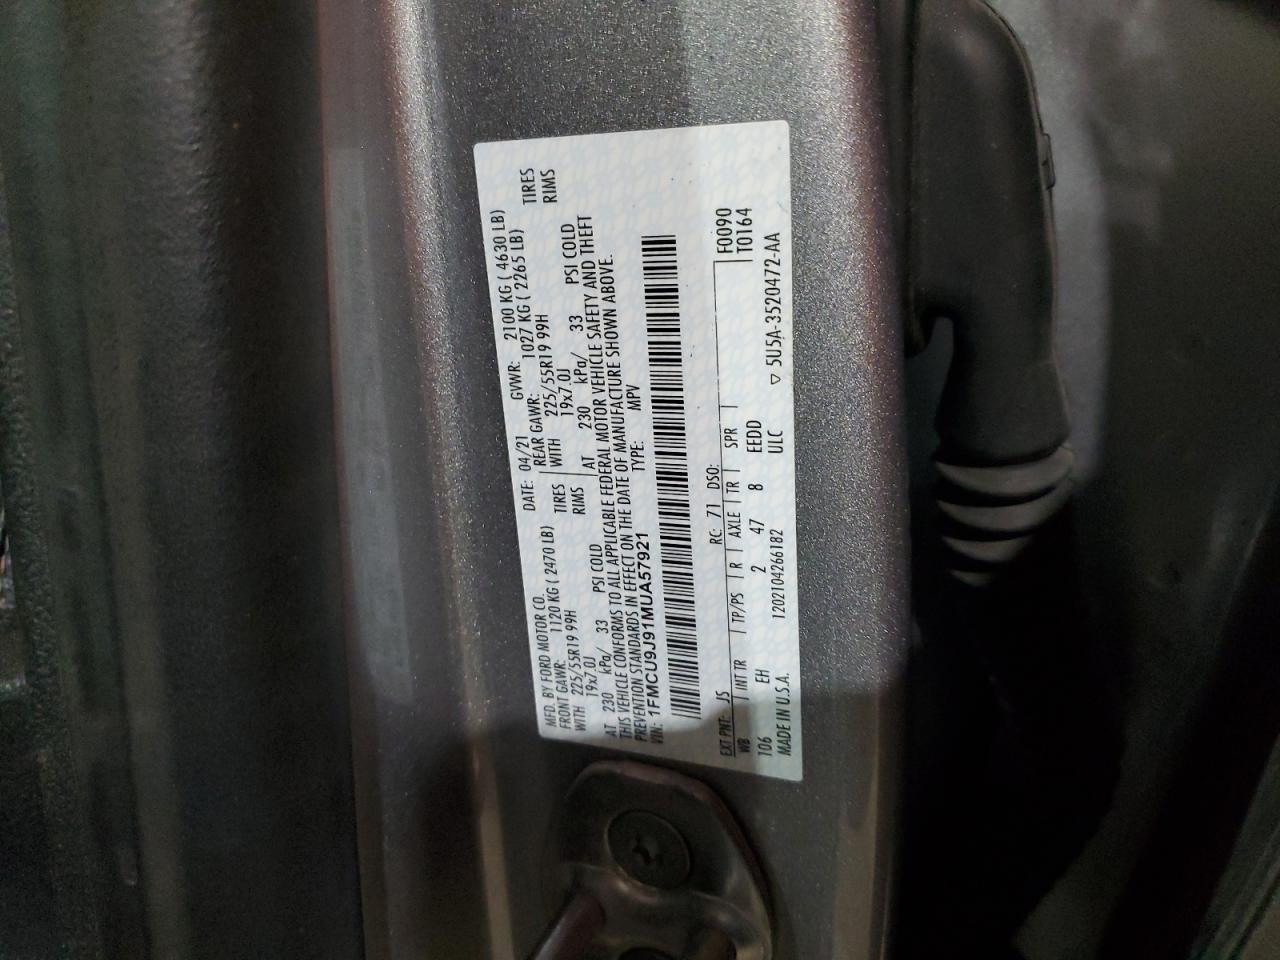 MFD. BY FORD MOTOR CO.
DATE: 04/21 GVWR: 2100 KG ( 4630 LB)
FRONT GAWR: 1120 KG ( 2470 LB) REAR GAWR: 1027 KG ( 2265 LB)
WITH 225/55R19 99H TIRES WITH 225/55R19 99H TIRES
19x7.0J RIMS 19x7.0J RIMS
AT 230 kPa/ 33 PSI COLD AT 230 kPa/ 33 PSI COLD
THIS VEHICLE CONFORMS TO ALL APPLICABLE FEDERAL MOTOR VEHICLE SAFETY AND THEFT
PREVENTION STANDARDS IN EFFECT ON THE DATE OF MANUFACTURE SHOWN ABOVE.
VIN: 1FMCU9J91MUA57921 TYPE: MPV
EXT PNT: JS RC: 71 DSO: F0090
WB INT TR TP/PS R AXLE TR SPR T0164
106 EH 2 47 8 EEDD
MADE IN U.S.A. 120210426182 ULC ▽ 5U5A-3520472-AA